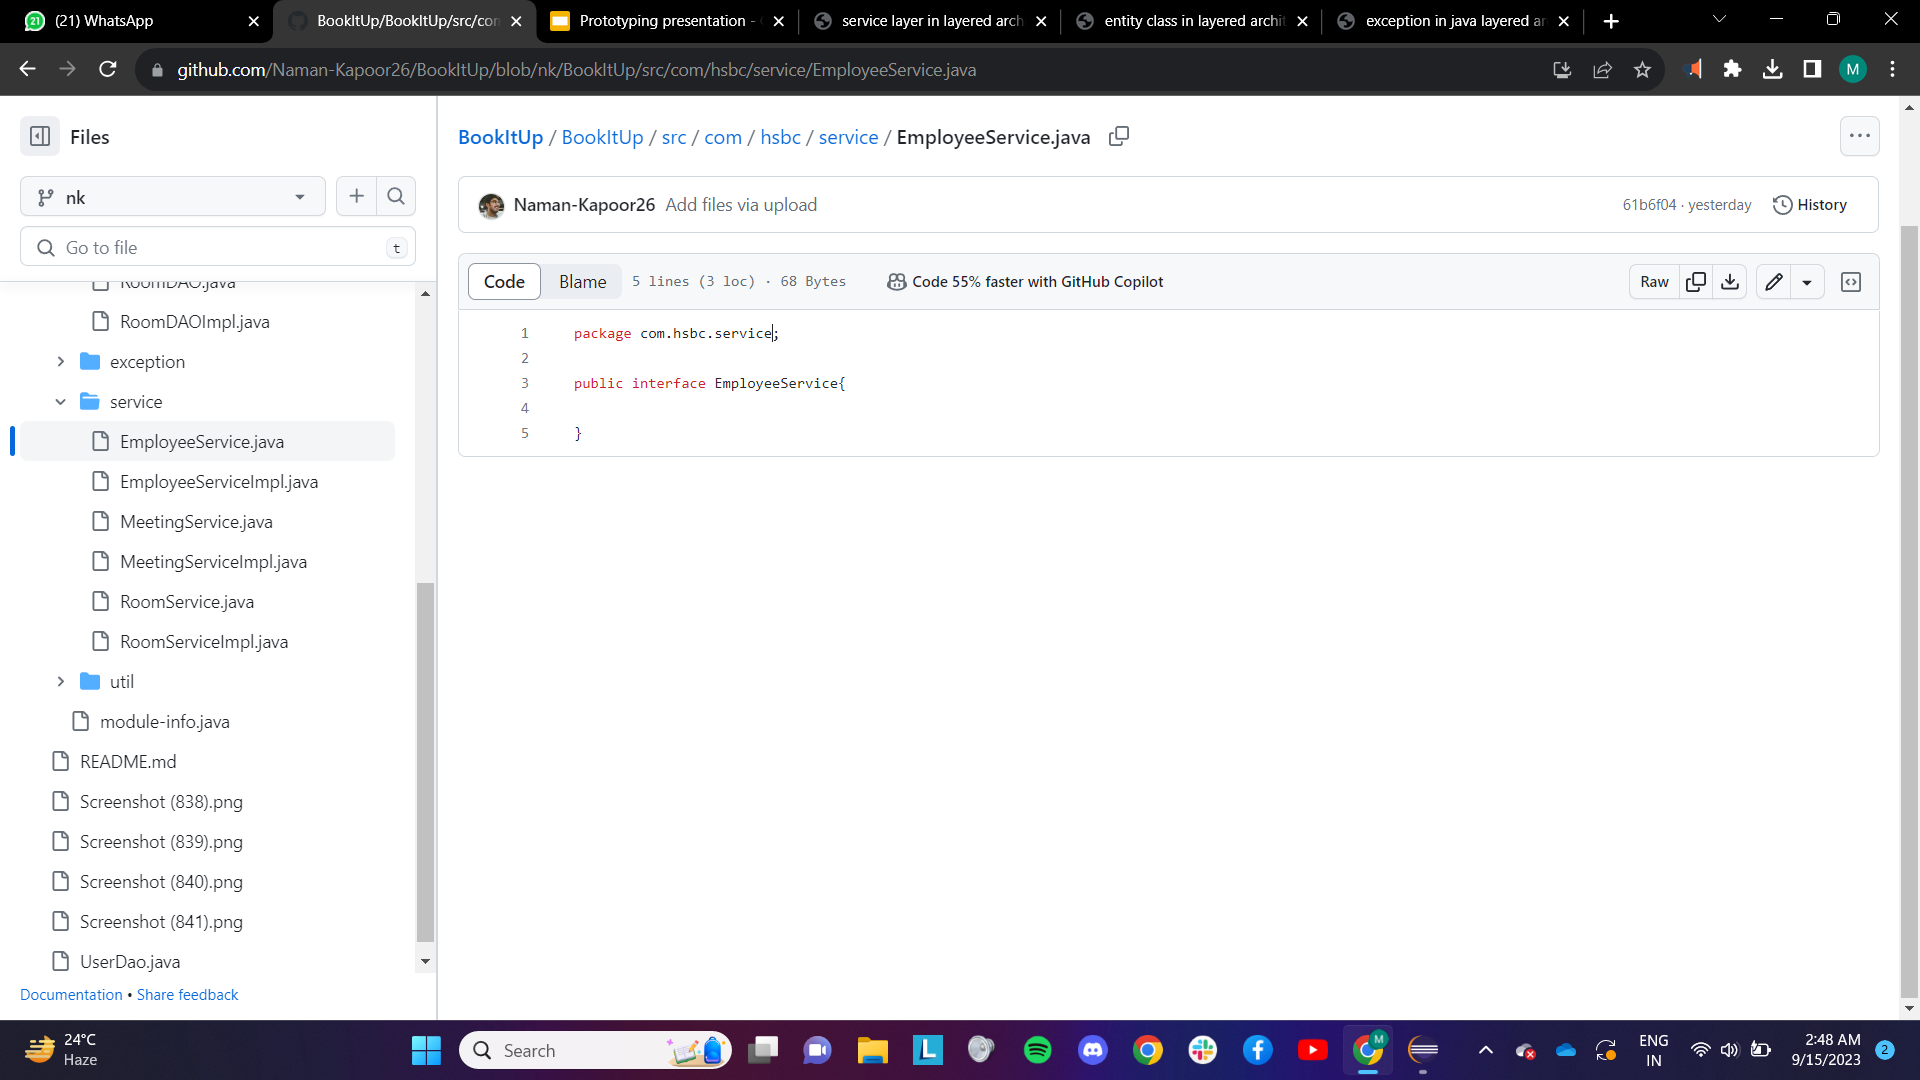 (21) WhatsApp
BookItUp/BookItUp/src/con
Prototyping presentation -
service layer in layered arch
entity class in layered archit
exception in java layered ar
github.com/Naman-Kapoor26/BookItUp/blob/nk/BookItUp/src/com/hsbc/service/EmployeeService.java
M
Files
BookItUp / BookItUp / src / com / hsbc / service / EmployeeService.java
nk
Naman-Kapoor26 Add files via upload
61b6f04 · yesterday
History
Go to file
t
Code
Blame
5 lines (3 loc) · 68 Bytes
Code 55% faster with GitHub Copilot
Raw
1 package com.hsbc.service;
2
3 public interface EmployeeService{
4
5 }
RoomDAO.java
RoomDAOImpl.java
exception
service
EmployeeService.java
EmployeeServiceImpl.java
MeetingService.java
MeetingServiceImpl.java
RoomService.java
RoomServiceImpl.java
util
module-info.java
README.md
Screenshot (838).png
Screenshot (839).png
Screenshot (840).png
Screenshot (841).png
UserDao.java
Documentation • Share feedback
24°C
Haze
Search
L
M
ENG
IN
2:48 AM
9/15/2023
2